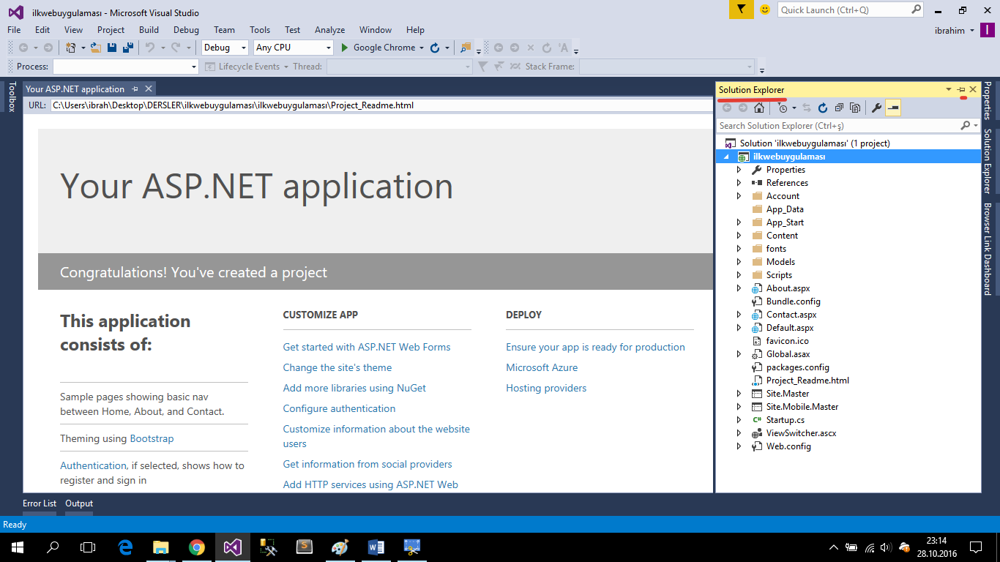 ilkwebuygulaması - Microsoft Visual Studio
Quick Launch (Ctrl+Q)
File Edit View Project Build Debug Team Tools Test Analyze Window Help
ibrahim
I
Debug Any CPU Google Chrome
Process: Lifecycle Events Thread: Stack Frame:
Toolbox
Your ASP.NET application
URL: C:\Users\ibrah\Desktop\DERSLER\ilkwebuygulaması\ilkwebuygulaması\Project_Readme.html
Your ASP.NET application
Congratulations! You've created a project
This application
consists of:
Sample pages showing basic nav
between Home, About, and Contact.
Theming using Bootstrap
Authentication, if selected, shows how to
register and sign in
CUSTOMIZE APP
Get started with ASP.NET Web Forms
Change the site's theme
Add more libraries using NuGet
Configure authentication
Customize information about the website
users
Get information from social providers
Add HTTP services using ASP.NET Web
DEPLOY
Ensure your app is ready for production
Microsoft Azure
Hosting providers
Solution Explorer
Search Solution Explorer (Ctrl+ş)
Solution 'ilkwebuygulaması' (1 project)
ilkwebuygulaması
Properties
References
Account
App_Data
App_Start
Content
fonts
Models
Scripts
About.aspx
Bundle.config
Contact.aspx
Default.aspx
favicon.ico
Global.asax
packages.config
Project_Readme.html
Site.Master
Site.Mobile.Master
C# Startup.cs
ViewSwitcher.ascx
Web.config
Properties
Solution Explorer
Browser Link Dashboard
Error List Output
Ready
23:14
28.10.2016